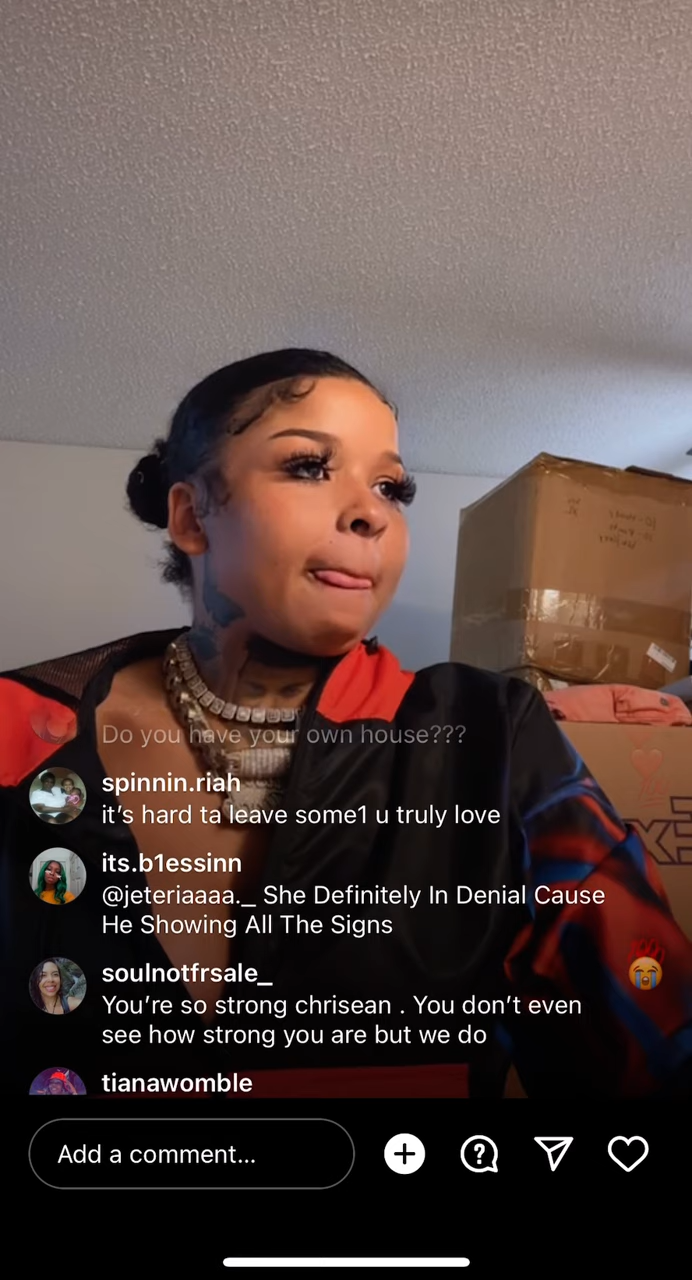 Do you have your own house???
spinnin.riah
it’s hard ta leave some1 u truly love
its.b1essinn
@jeteriaaaa._ She Definitely In Denial Cause
He Showing All The Signs
soulnotfrsale_
You’re so strong chrisean . You don’t even
see how strong you are but we do
tianawomble
Add a comment...